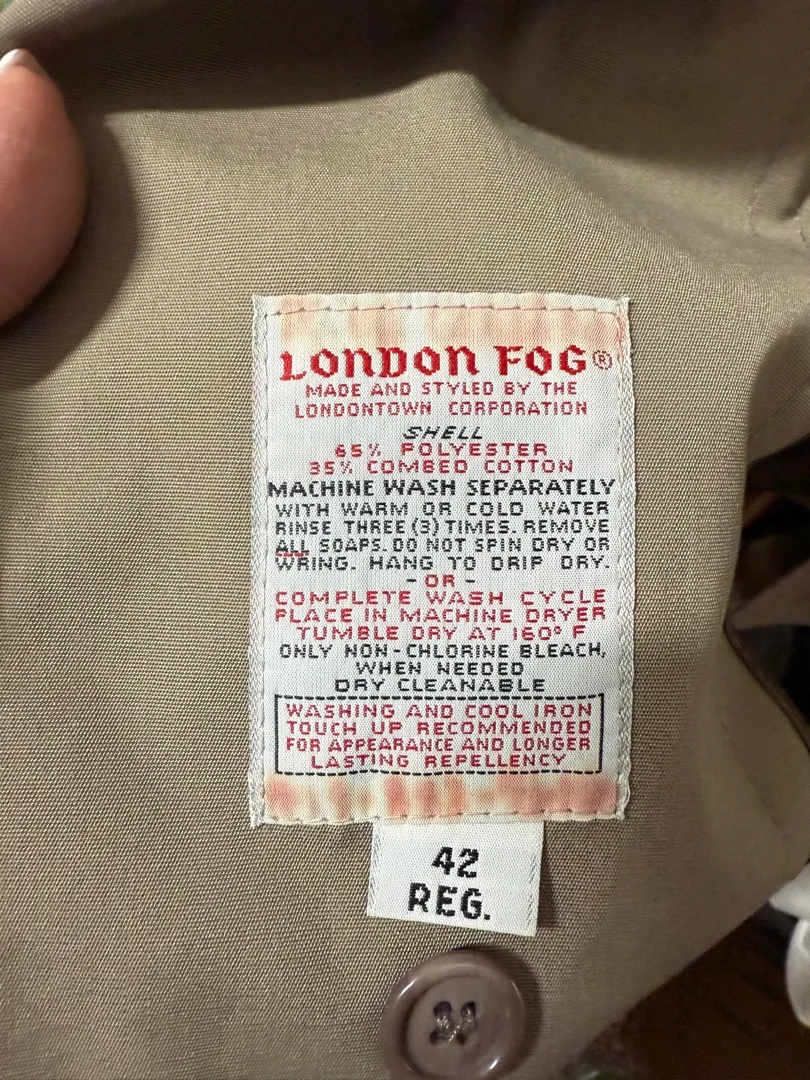 LONDON FOG®
MADE AND STYLED BY THE
LONDONTOWN CORPORATION
SHELL
65% POLYESTER
35% COMBED COTTON
MACHINE WASH SEPARATELY
WITH WARM OR COLD WATER
RINSE THREE (3) TIMES. REMOVE
ALL SOAPS. DO NOT SPIN DRY OR
WRING. HANG TO DRIP DRY.
- OR -
COMPLETE WASH CYCLE
PLACE IN MACHINE DRYER
TUMBLE DRY AT 160° F
ONLY NON-CHLORINE BLEACH,
WHEN NEEDED
DRY CLEANABLE
WASHING AND COOL IRON
TOUCH UP RECOMMENDED
FOR APPEARANCE AND LONGER
LASTING REPELLENCY
42
REG.